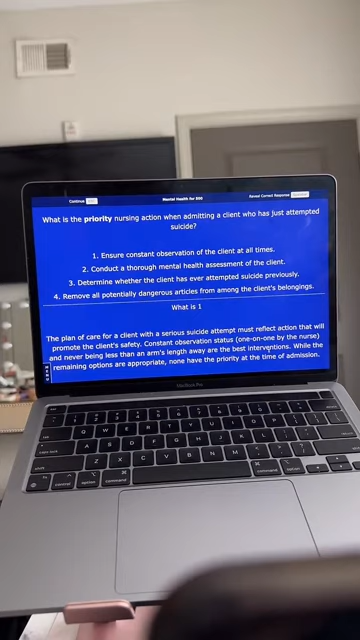 Continue
Mental Health for 200
Reveal Correct Response
What is the priority nursing action when admitting a client who has just attempted
suicide?
1. Ensure constant observation of the client at all times.
2. Conduct a thorough mental health assessment of the client.
3. Determine whether the client has ever attempted suicide previously.
4. Remove all potentially dangerous articles from among the client's belongings.
What is 1
The plan of care for a client with a serious suicide attempt must reflect action that will
promote the client's safety. Constant observation status (one-on-one by the nurse)
and never being less than an arm's length away are the best interventions. While the
remaining options are appropriate, none have the priority at the time of admission.
MacBook Pro
Q W E R T Y U I O P
A S D F G H J K L
Z X C V B N M
control option command command option